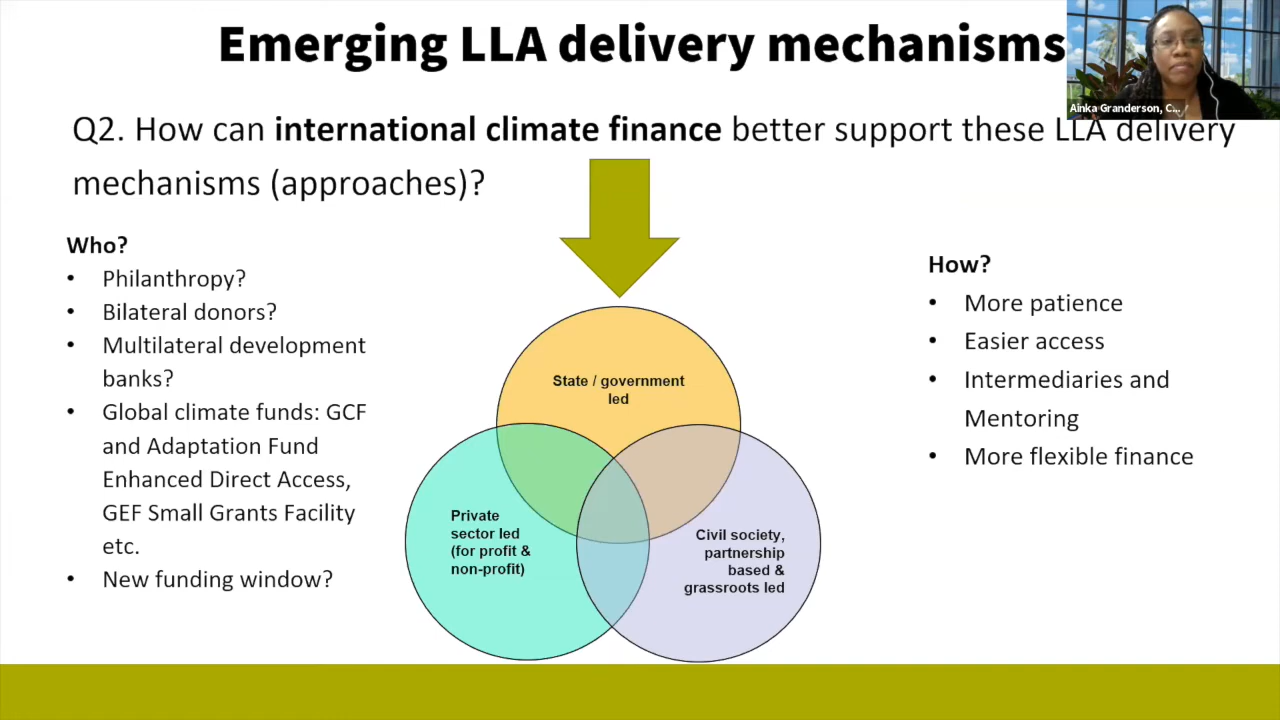 Emerging LLA delivery mechanisms
Ainka Granderson, C...
Q2. How can international climate finance better support these LLA delivery
mechanisms (approaches)?
Who?
• Philanthropy?
• Bilateral donors?
• Multilateral development
banks?
• Global climate funds: GCF
and Adaptation Fund
Enhanced Direct Access,
GEF Small Grants Facility
etc.
• New funding window?
State / government
led
Private
sector led
(for profit &
non-profit)
Civil society,
partnership
based &
grassroots led
How?
• More patience
• Easier access
• Intermediaries and
Mentoring
• More flexible finance